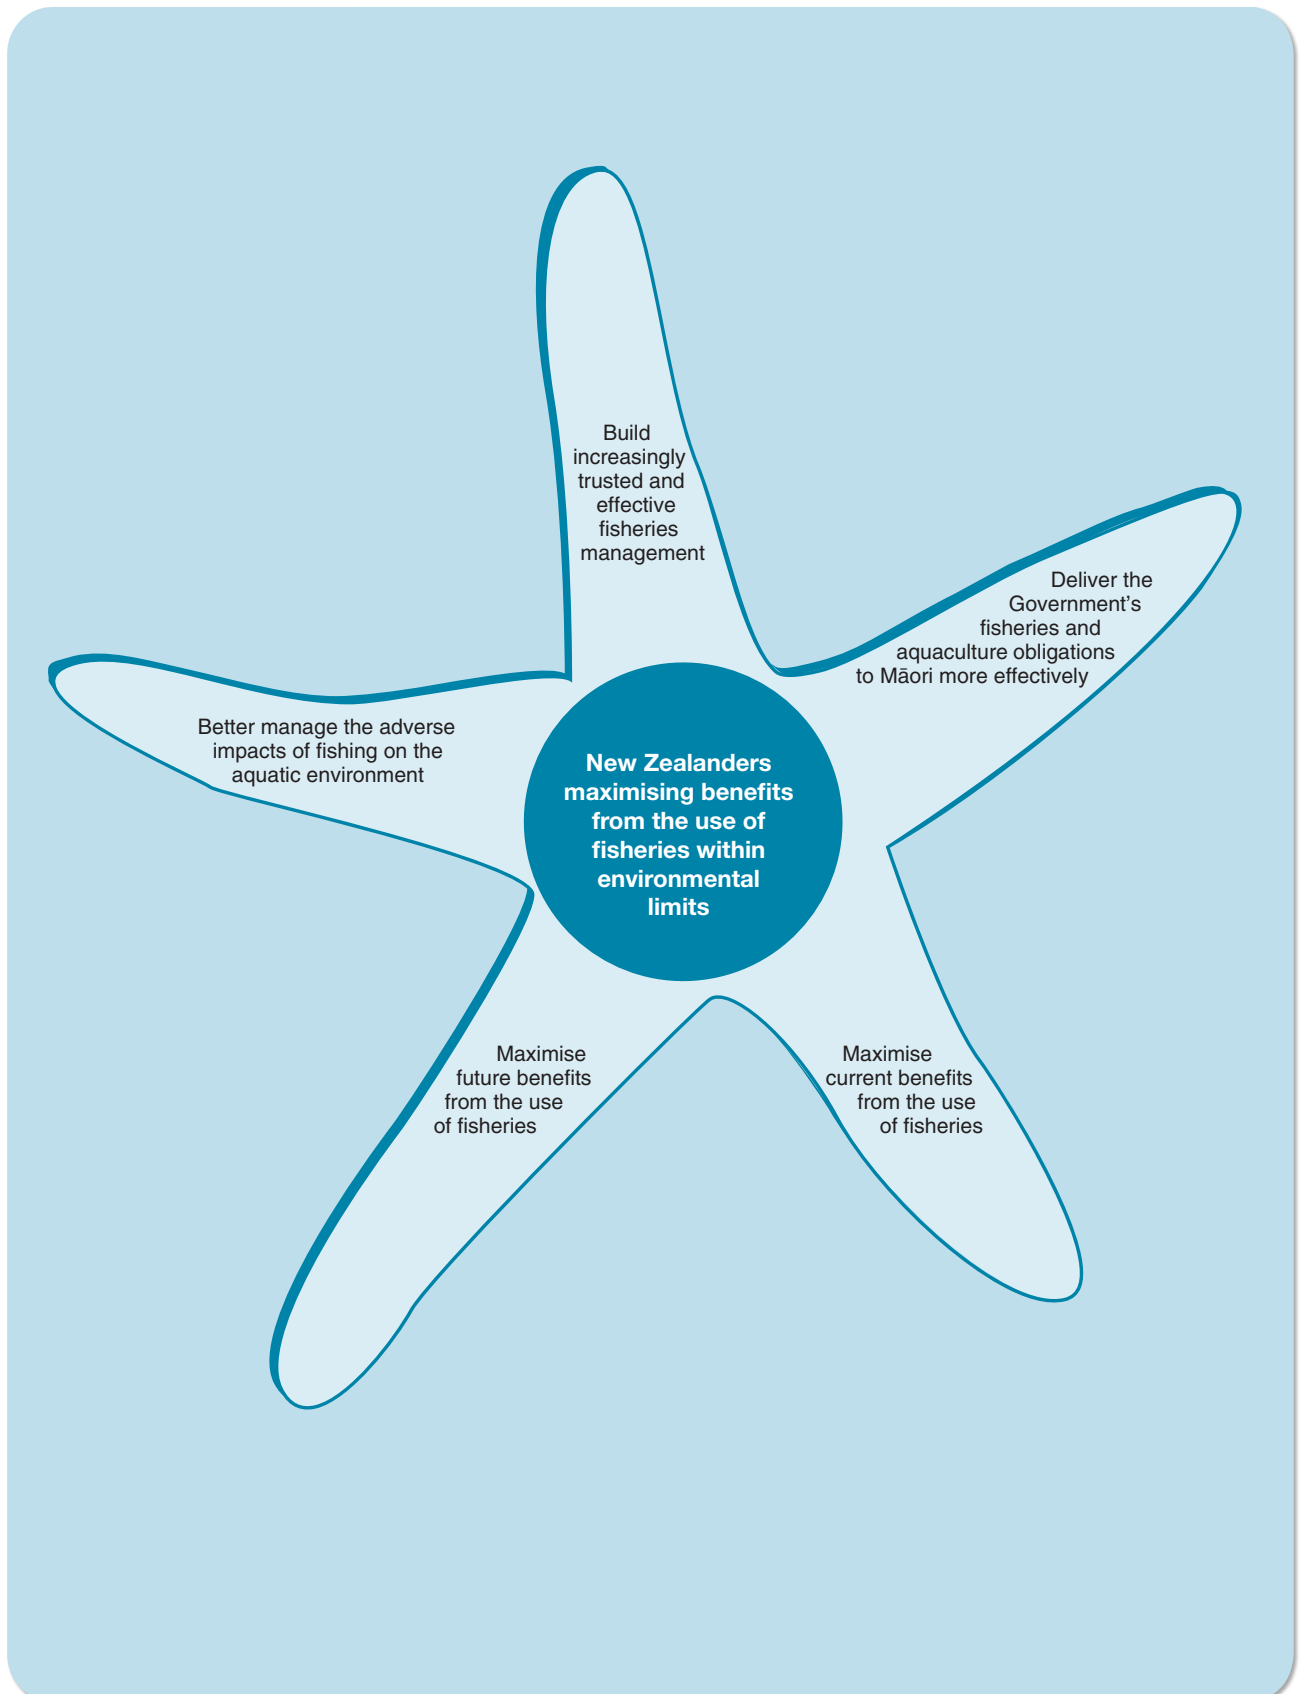 Build
increasingly
trusted and
effective
fisheries
management
Deliver the
Government’s
fisheries and
aquaculture obligations
to Māori more effectively
Better manage the adverse
impacts of fishing on the
aquatic environment
New Zealanders
maximising benefits
from the use of
fisheries within
environmental
limits
Maximise
future benefits
from the use
of fisheries
Maximise
current benefits
from the use
of fisheries